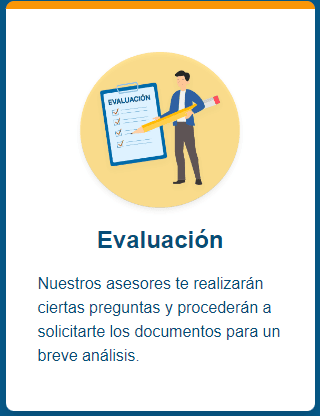 EVALUACIÓN
Evaluación
Nuestros asesores te realizarán
ciertas preguntas y procederán a
solicitarte los documentos para un
breve análisis.